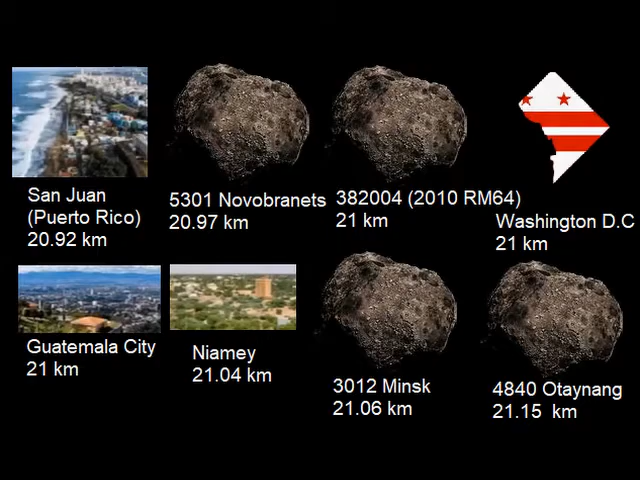 San Juan
(Puerto Rico)
20.92 km
5301 Novobranets
20.97 km
382004 (2010 RM64)
21 km
Washington D.C
21 km
Guatemala City
21 km
Niamey
21.04 km
3012 Minsk
21.06 km
4840 Otaynang
21.15  km